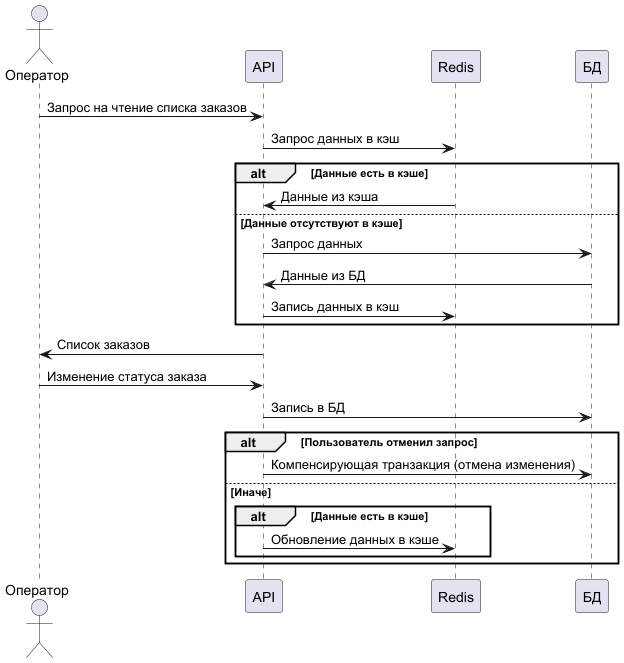 Оператор
API
Redis
БД
Запрос на чтение списка заказов
Запрос данных в кэш
alt [Данные есть в кэше]
Данные из кэша
[Данные отсутствуют в кэше]
Запрос данных
Данные из БД
Запись данных в кэш
Список заказов
Изменение статуса заказа
Запись в БД
alt [Пользователь отменил запрос]
Компенсирующая транзакция (отмена изменения)
[Иначе]
alt [Данные есть в кэше]
Обновление данных в кэше
Оператор
API
Redis
БД